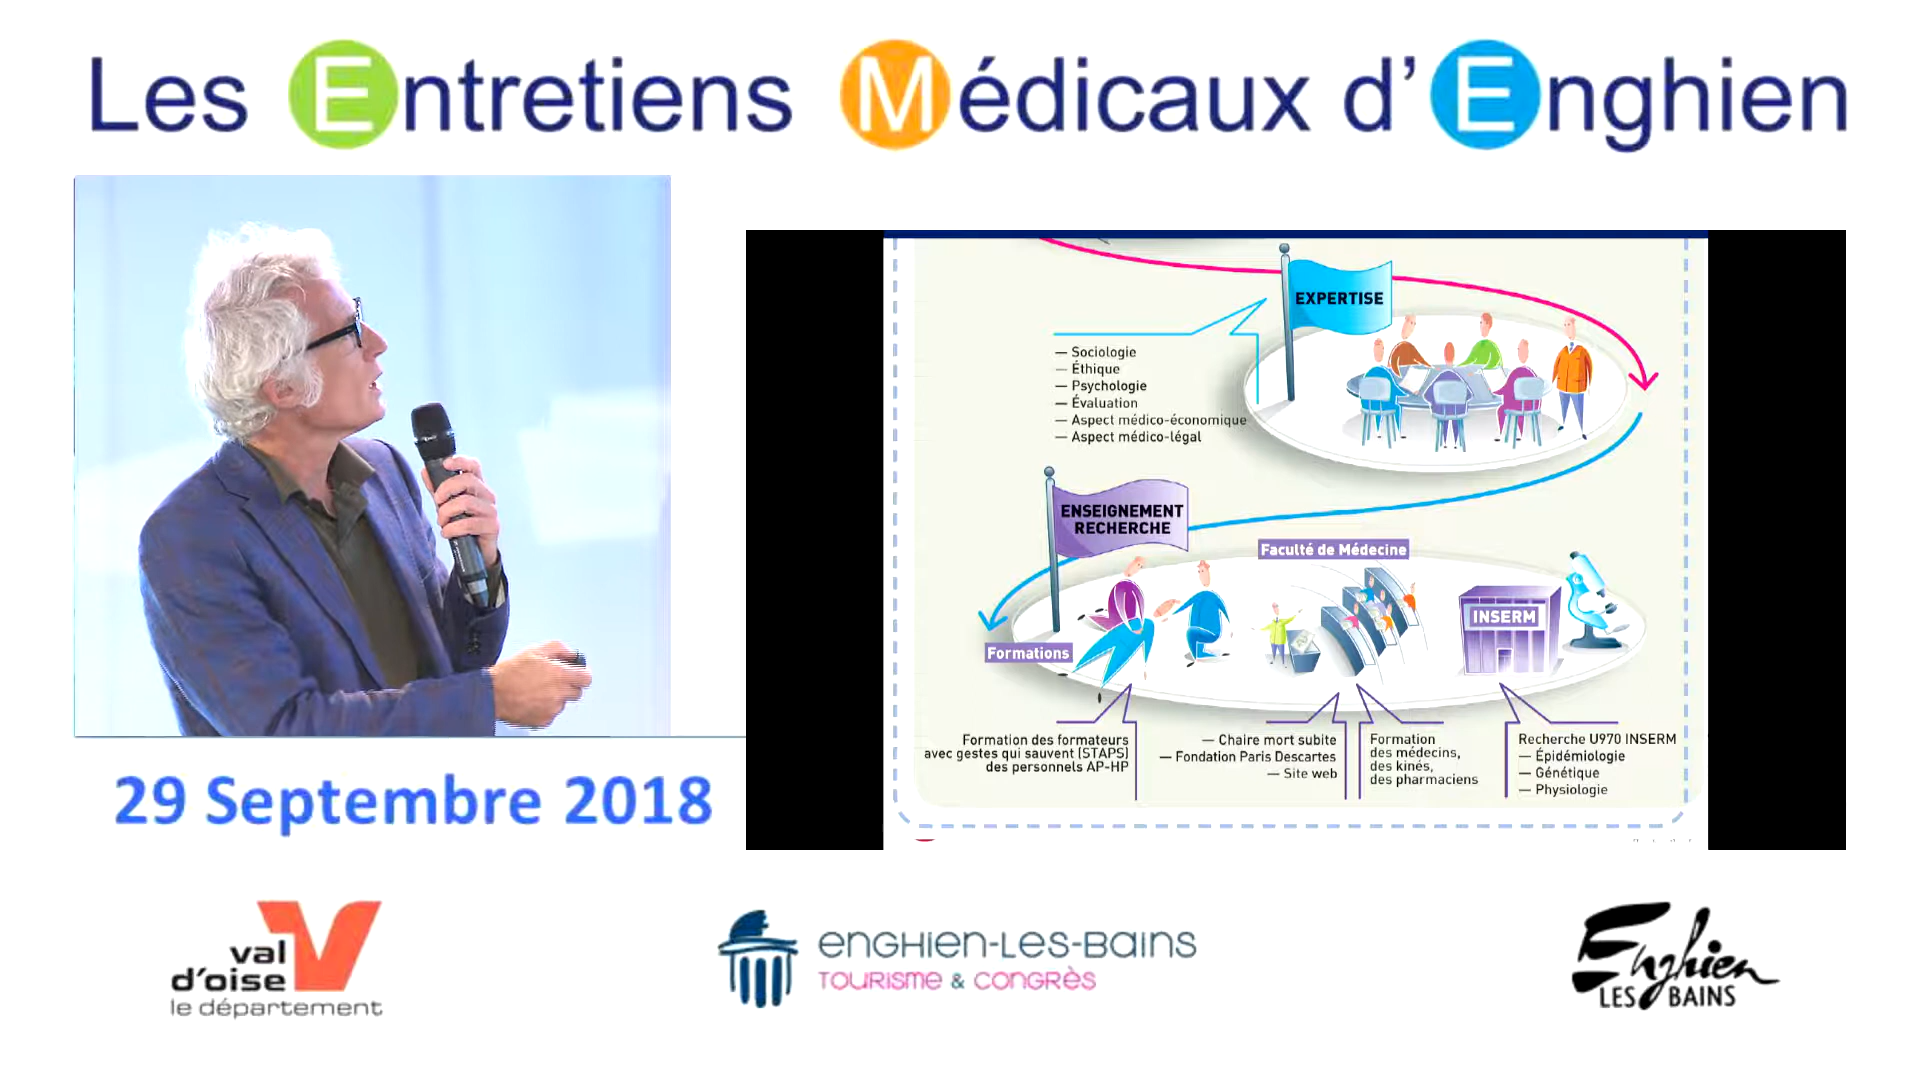 Les Entretiens Médicaux d'Enghien
EXPERTISE
— Sociologie
— Éthique
— Psychologie
— Évaluation
— Aspect médico-économique
— Aspect médico-légal
ENSEIGNEMENT
RECHERCHE
Faculté de Médecine
INSERM
Formations
Formation des formateurs
avec gestes qui sauvent (STAPS)
des personnels AP-HP
— Chaire mort subite
— Fondation Paris Descartes
— Site web
Formation
des médecins,
des kinés,
des pharmaciens
Recherche U970 INSERM
— Épidémiologie
— Génétique
— Physiologie
29 Septembre 2018
val
d'oise
le département
ENGHIEN-LES-BAINS
TOURISME & CONGRÈS
Enghien
LES BAINS